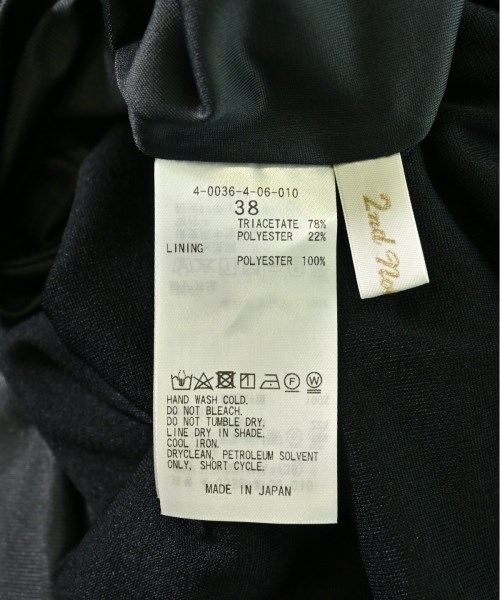 4-0036-4-06-010
38
TRIACETATE 78%
POLYESTER 22%
LINING
POLYESTER 100%
HAND WASH COLD.
DO NOT BLEACH.
DO NOT TUMBLE DRY.
LINE DRY IN SHADE.
COOL IRON.
DRYCLEAN, PETROLEUM SOLVENT
ONLY, SHORT CYCLE.
MADE IN JAPAN
2nd